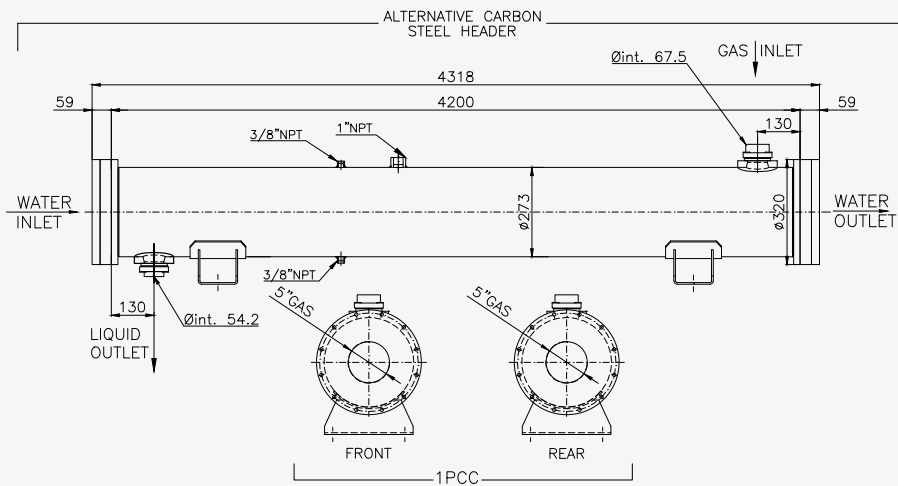 ALTERNATIVE CARBON
STEEL HEADER
GAS INLET
Øint. 67.5
4318
59
4200
59
130
3/8"NPT
1"NPT
WATER
INLET
ø273
ø320
WATER
OUTLET
3/8"NPT
130
Øint. 54.2
LIQUID
OUTLET
5"GAS
5"GAS
FRONT
REAR
1PCC